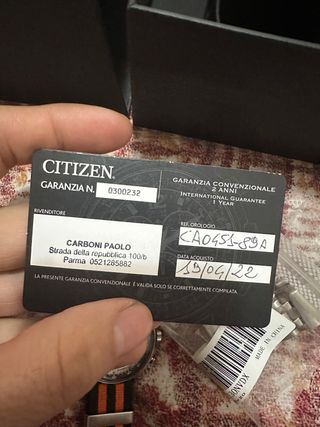 CITIZEN
GARANZIA N. 0300232
GARANZIA CONVENZIONALE
2 ANNI
INTERNATIONAL GUARANTEE
1 YEAR
RIVENDITORE
CARBONI PAOLO
Strada della repubblica 100/b
Parma 0521285882
REF. OROLOGIO
CA0451-89A
DATA ACQUISTO
19/04/22
LA PRESENTE GARANZIA CONVENZIONALE È VALIDA SOLO SE CORRETTAMENTE COMPILATA.
MADE IN CHINA